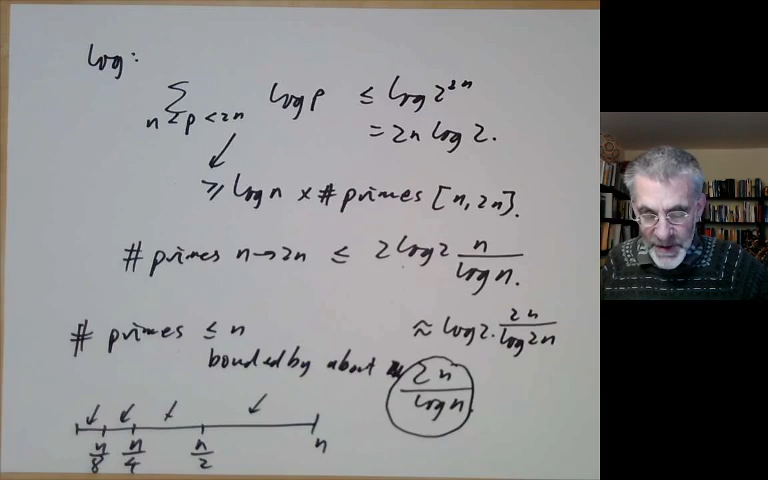 log:
∑ log p ≤ log 2^{2n}
n ≤ p < 2n
= 2n log 2.
≥ log n × # primes [n, 2n].
# primes n → 2n ≤ 2 log 2 n/log n.
≈ log 2 · 2n/log 2n
# primes ≤ n
bounded by about 2n/log n
n/8 n/4 n/2 n